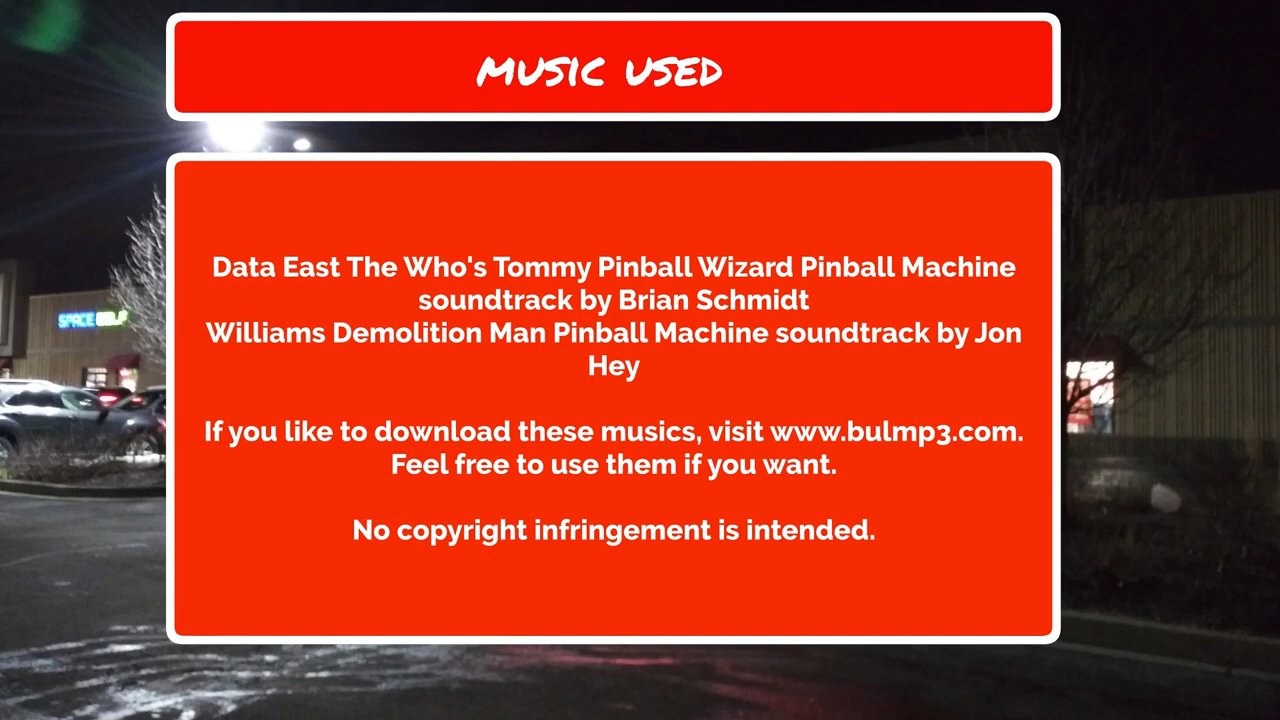 MUSIC USED
Data East The Who's Tommy Pinball Wizard Pinball Machine
soundtrack by Brian Schmidt
Williams Demolition Man Pinball Machine soundtrack by Jon
Hey
If you like to download these musics, visit www.bulmp3.com.
Feel free to use them if you want.
No copyright infringement is intended.
SPACE GOLF